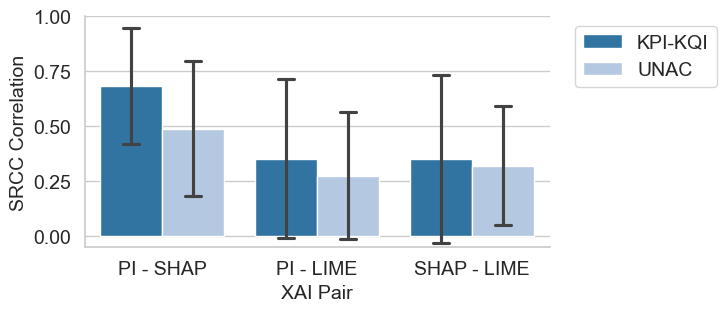 1.00
0.75
0.50
0.25
0.00
SRCC Correlation
PI - SHAP
PI - LIME
SHAP - LIME
XAI Pair
KPI-KQI
UNAC